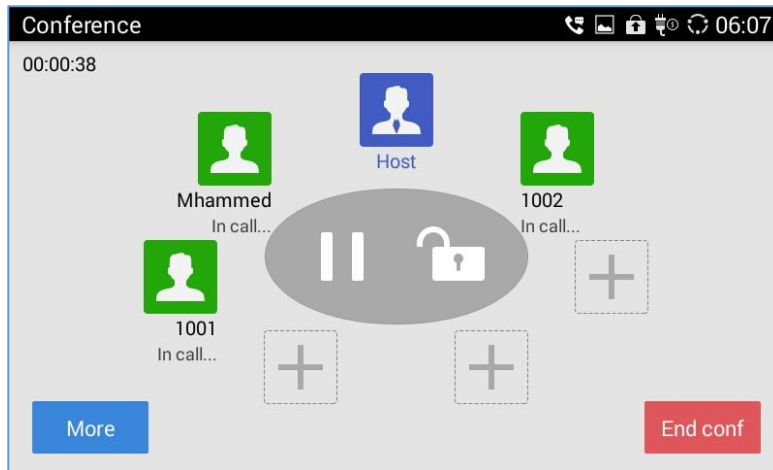 Conference
06:07
00:00:38
Host
Mhammed
In call...
1002
In call...
1001
In call...
More
End conf